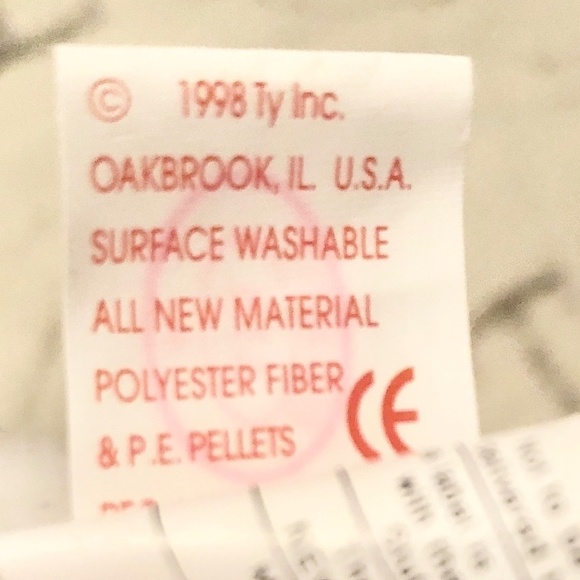 © 1998 Ty Inc.
OAKBROOK, IL. U.S.A.
SURFACE WASHABLE
ALL NEW MATERIAL
POLYESTER FIBER
& P.E. PELLETS
CE